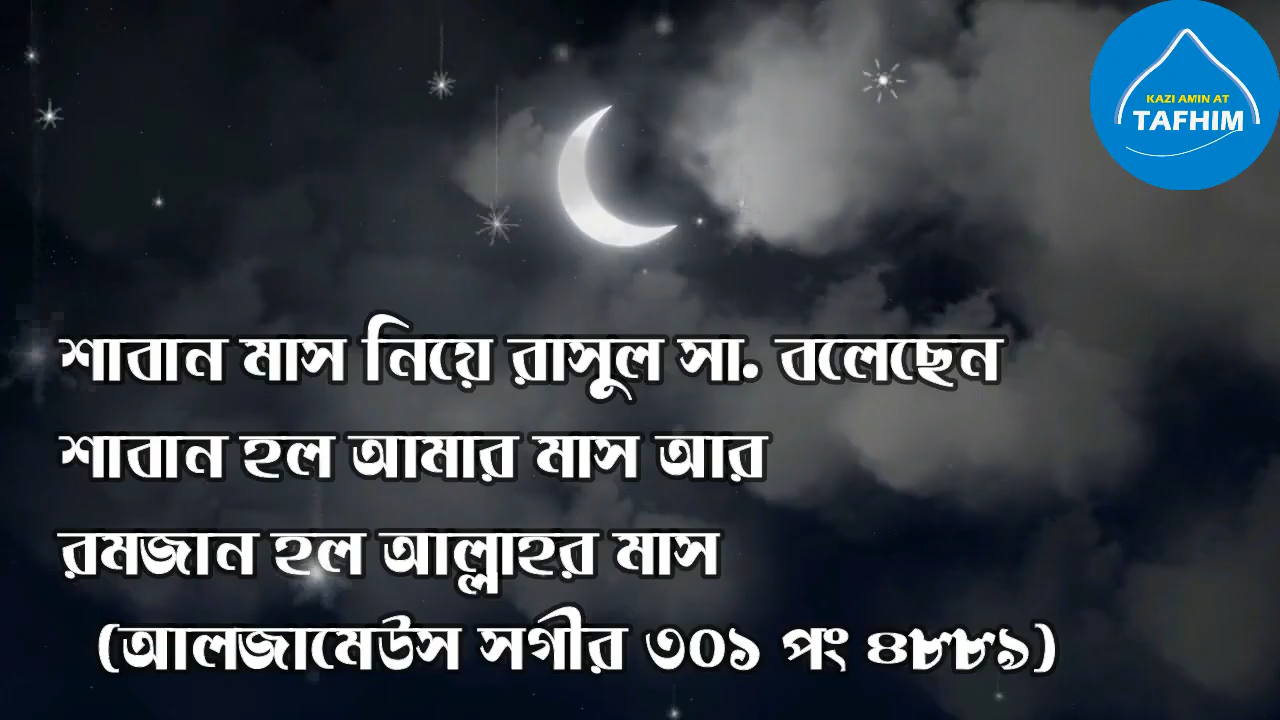 KAZI AMIN AT
TAFHIM
শাবান মাস নিয়ে রাসুল সা. বলেছেন
শাবান হল আমার মাস আর
রমজান হল আল্লাহর মাস
(আলজামেউস সগীর ৩০১ পং ৪৮৮৯)